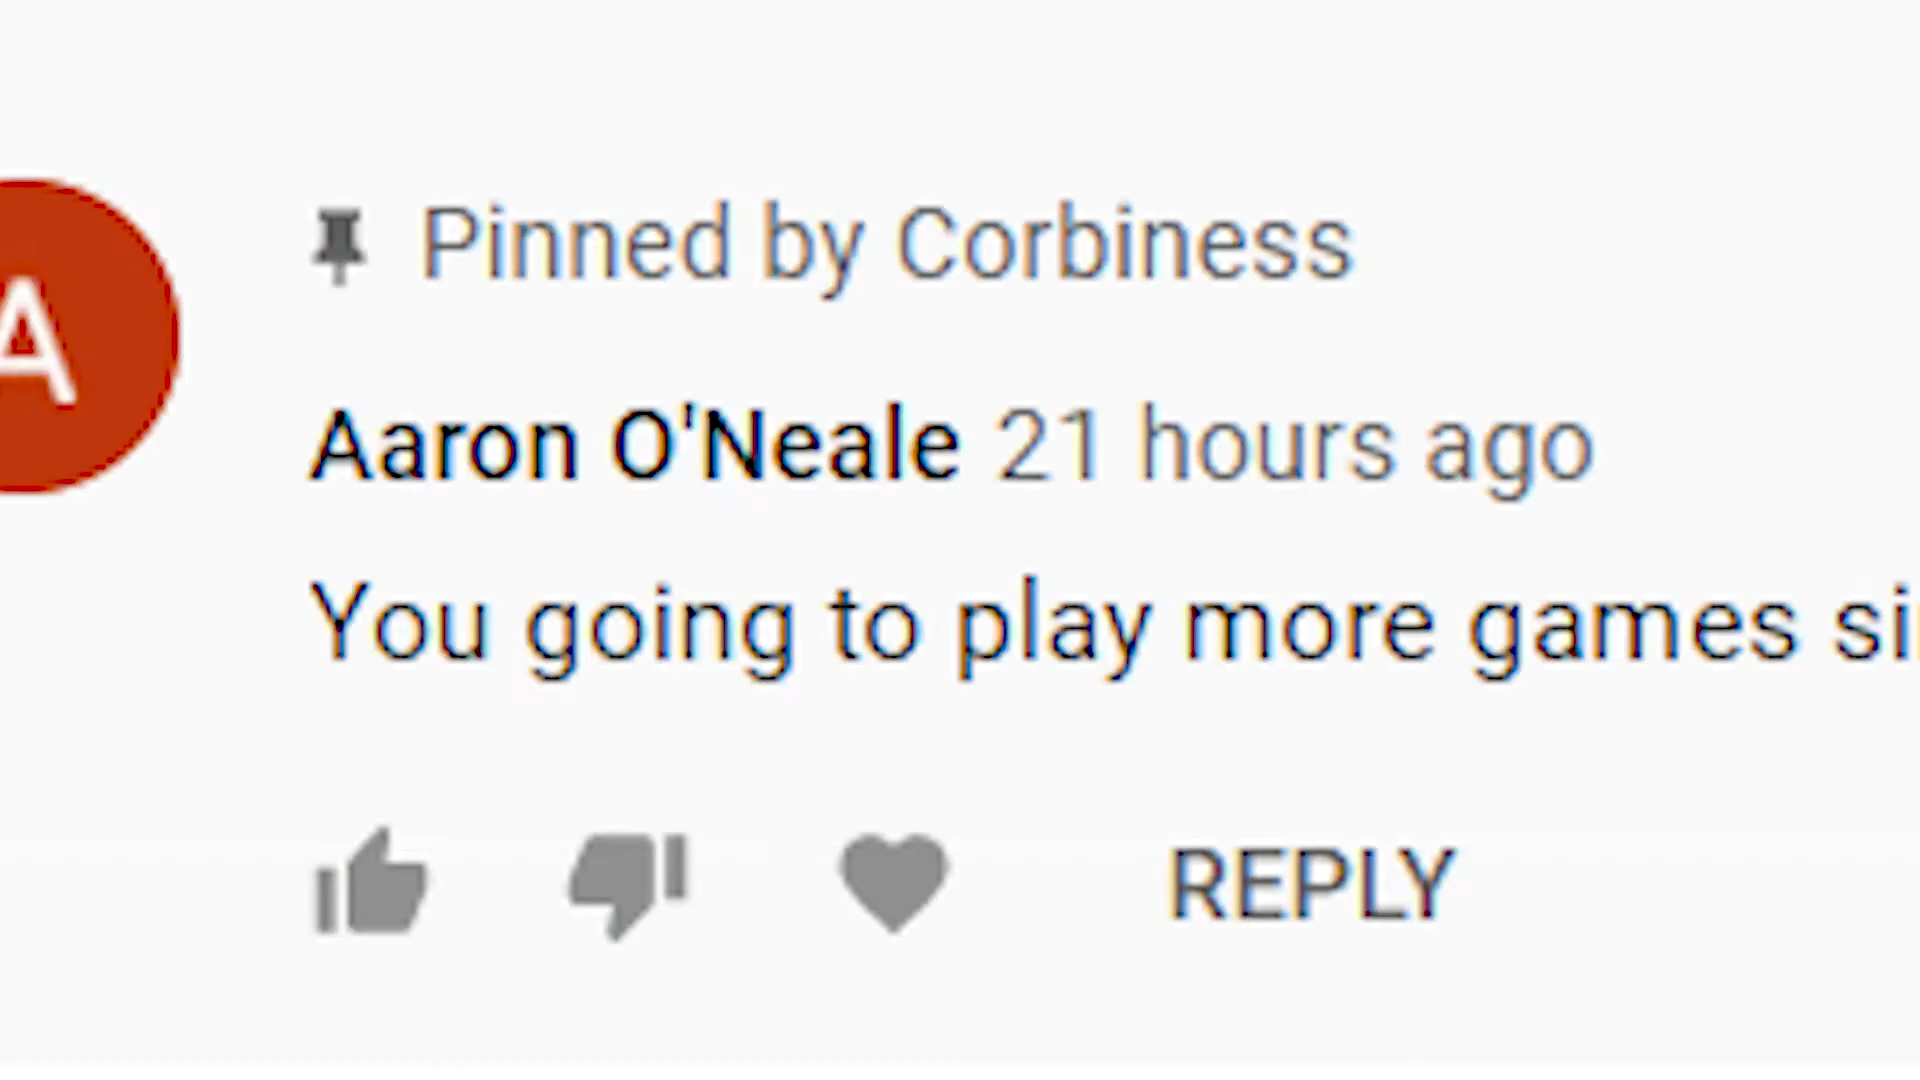 A
Pinned by Corbiness
Aaron O'Neale 21 hours ago
You going to play more games
REPLY